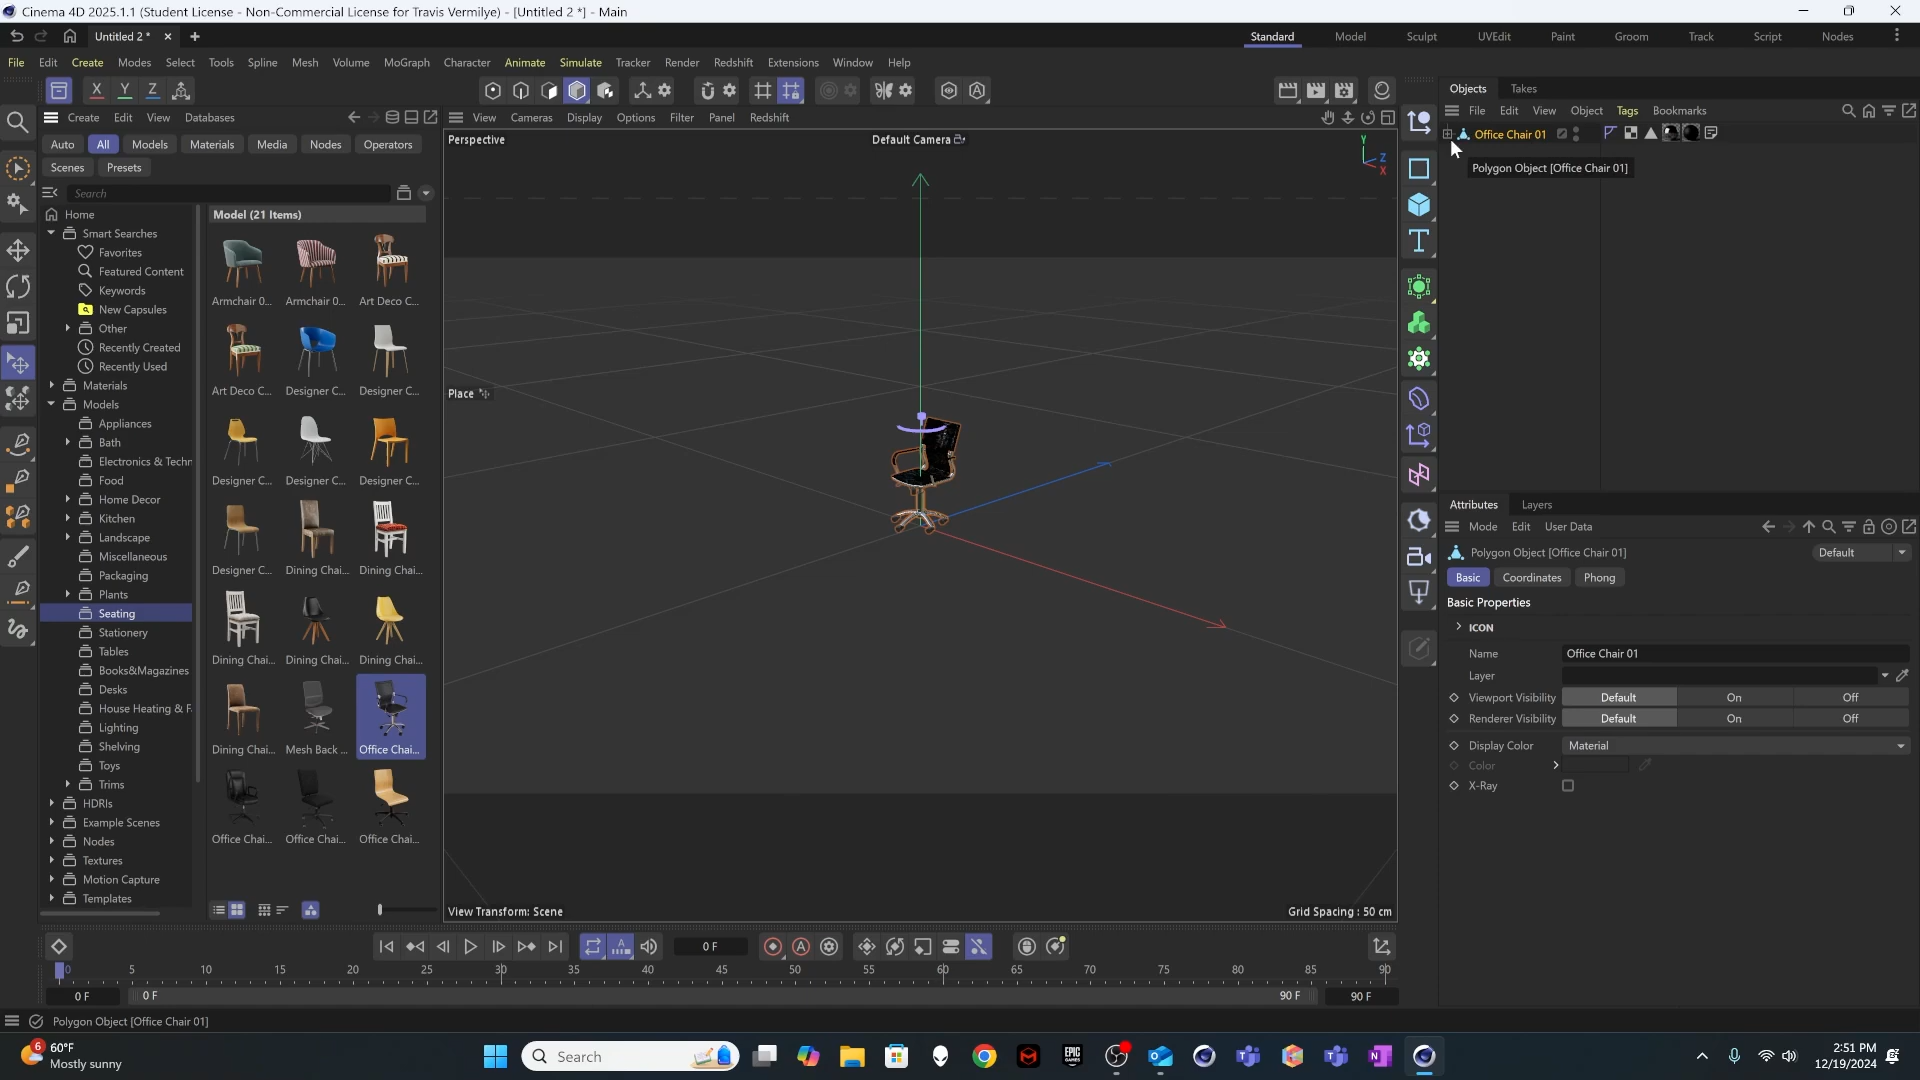 Cinema 4D 2025.1.1 (Student License - Non-Commercial License for Travis Vermilye) - [Untitled 2 *] - Main
Untitled 2 *
Standard Model Sculpt UVEdit Paint Groom Track Script Nodes
File Edit Create Modes Select Tools Spline Mesh Volume MoGraph Character Animate Simulate Tracker Render Redshift Extensions Window Help
X Y Z
Create Edit View Databases
Auto All Models Materials Media Nodes Operators
Scenes Presets
Search
Home
Smart Searches
Favorites
Featured Content
Keywords
New Capsules
Other
Recently Created
Recently Used
Materials
Models
Appliances
Bath
Electronics & Techn
Food
Home Decor
Kitchen
Landscape
Miscellaneous
Packaging
Plants
Seating
Stationery
Tables
Books&Magazines
Desks
House Heating & F
Lighting
Shelving
Toys
Trims
HDRIs
Example Scenes
Nodes
Textures
Motion Capture
Templates
Model (21 Items)
Armchair 0... Armchair 0... Art Deco C...
Art Deco C... Designer C... Designer C...
Designer C... Designer C... Designer C...
Designer C... Dining Chai... Dining Chai...
Dining Chai... Dining Chai... Dining Chai...
Dining Chai... Mesh Back ... Office Chai...
Office Chai... Office Chai... Office Chai...
View Cameras Display Options Filter Panel Redshift
Perspective
Default Camera
Y
Z
X
Place
View Transform: Scene
Grid Spacing : 50 cm
Objects Takes
File Edit View Object Tags Bookmarks
Office Chair 01
Polygon Object [Office Chair 01]
Attributes Layers
Mode Edit User Data
Polygon Object [Office Chair 01]
Default
Basic Coordinates Phong
Basic Properties
ICON
Name Office Chair 01
Layer
Viewport Visibility Default On Off
Renderer Visibility Default On Off
Display Color Material
Color
X-Ray
0 F
0 5 10 15 20 25 30 35 40 45 50 55 60 65 70 75 80 85 90
0 F 0 F 90 F 90 F
Polygon Object [Office Chair 01]
6
60°F
Mostly sunny
Search
EPIC
GAMES
2:51 PM
12/19/2024